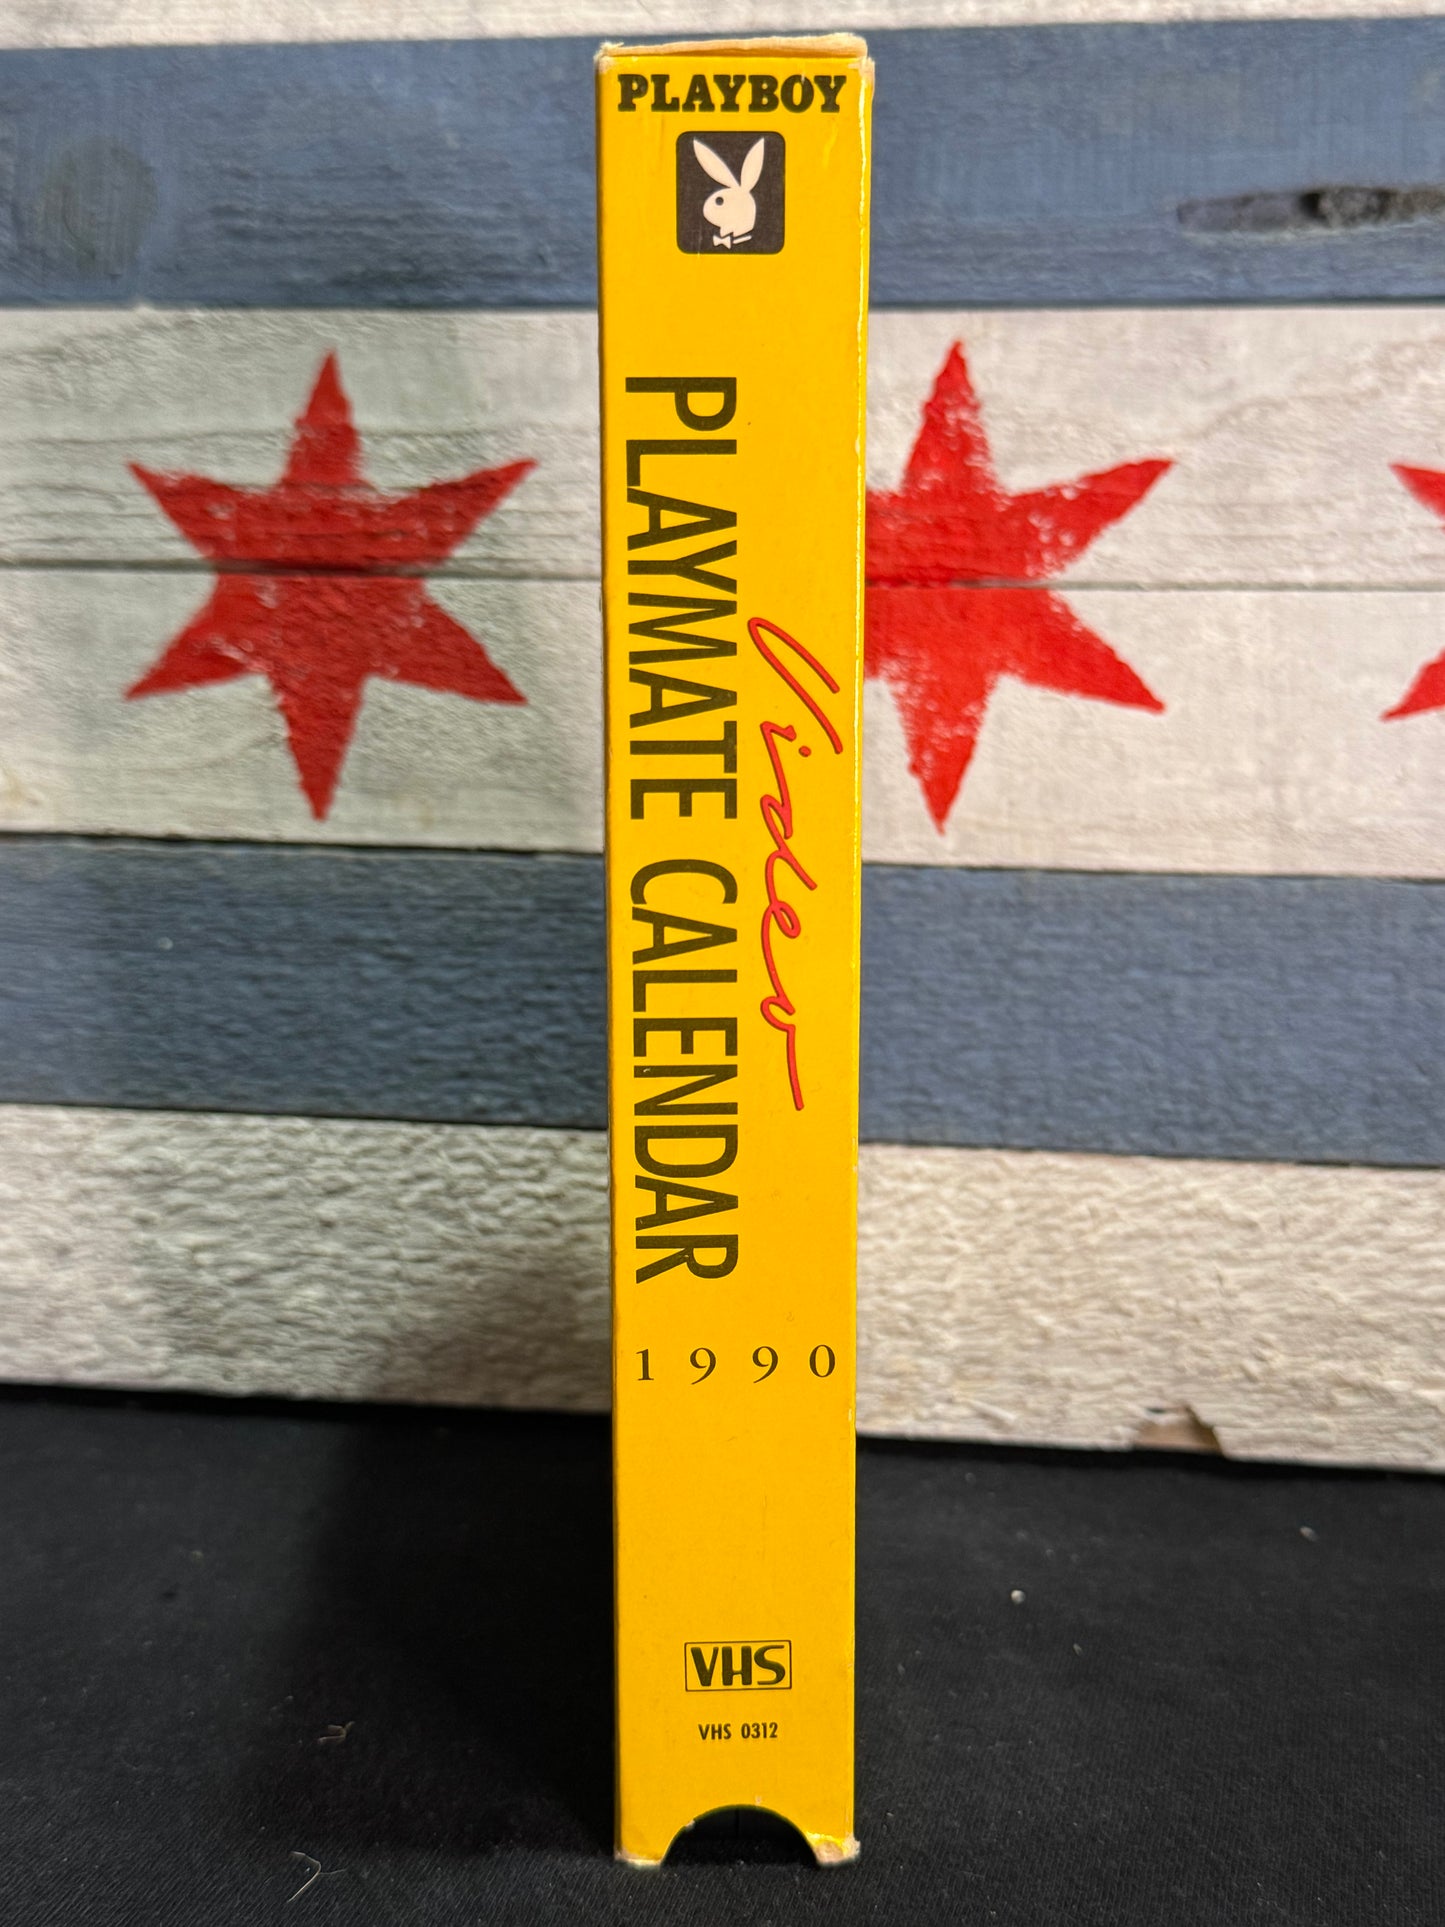 PLAYBOY
Video
PLAYMATE CALENDAR
1990
VHS
VHS 0312